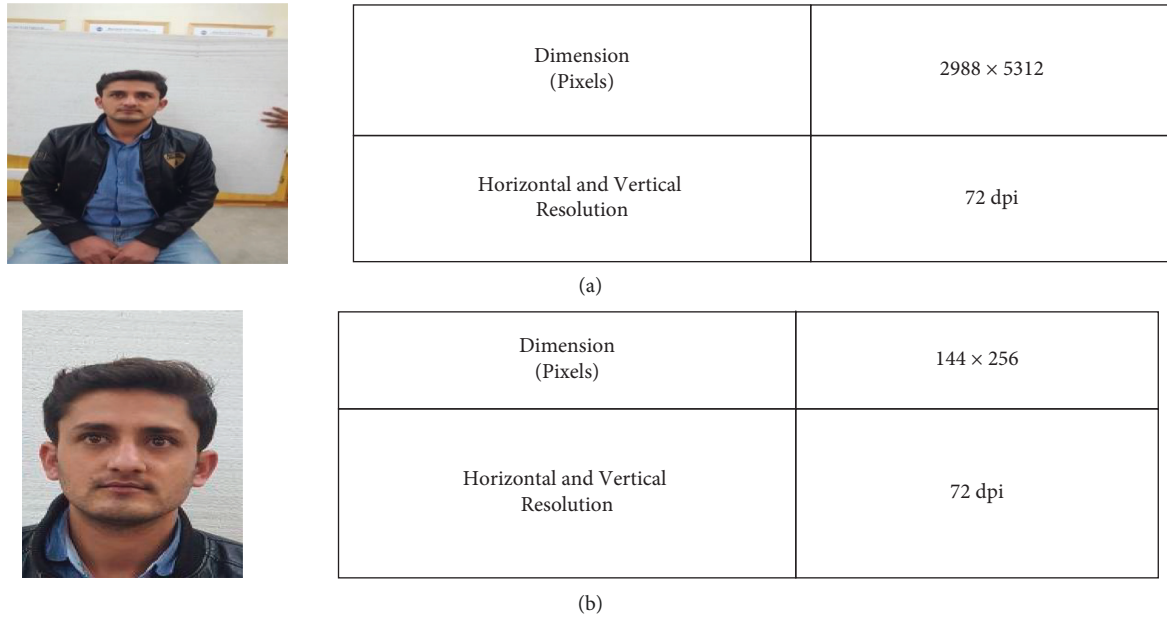 Dimension
(Pixels)
2988 × 5312
Horizontal and Vertical
Resolution
72 dpi
(a)
Dimension
(Pixels)
144 × 256
Horizontal and Vertical
Resolution
72 dpi
(b)